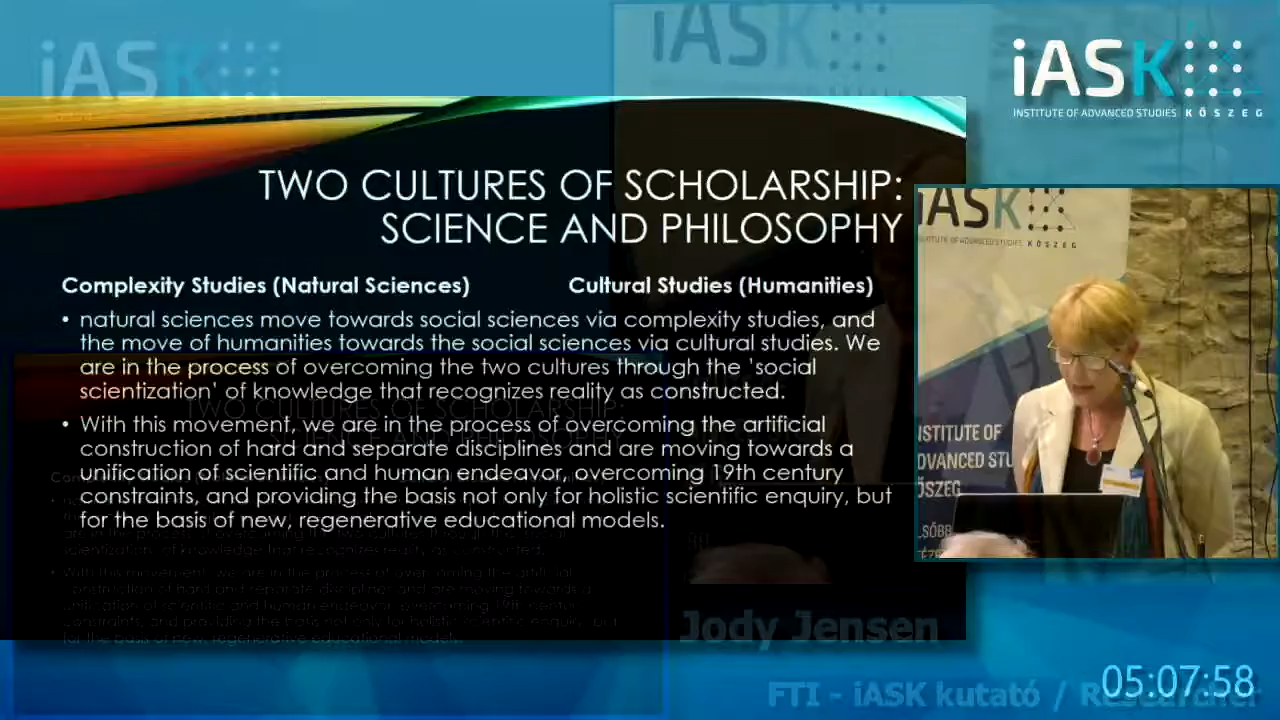 iASK
iASK
iASK
INSTITUTE OF ADVANCED STUDIES KŐSZEG
TWO CULTURES OF SCHOLARSHIP:
SCIENCE AND PHILOSOPHY
Complexity Studies (Natural Sciences)
Cultural Studies (Humanities)
• natural sciences move towards social sciences via complexity studies, and
the move of humanities towards the social sciences via cultural studies. We
are in the process of overcoming the two cultures through the 'social
scientization' of knowledge that recognizes reality as constructed.
• With this movement, we are in the process of overcoming the artificial
construction of hard and separate disciplines and are moving towards a
unification of scientific and human endeavor, overcoming 19th century
constraints, and providing the basis not only for holistic scientific enquiry, but
for the basis of new, regenerative educational models.
iASK
KŐSZEG
INSTITUTE OF
ADVANCED STU
KŐSZEG
Jody Jensen
FTI - iASK kutató / Researcher
05:07:58